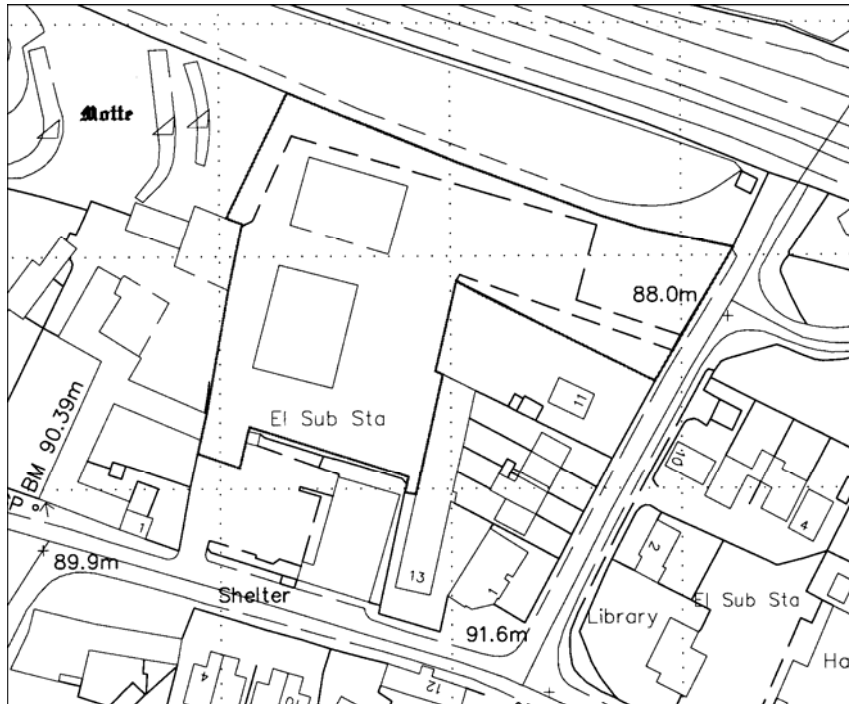 Motte
88.0m
11
El Sub Sta
BM 90.39m
10
4
1
2
89.9m
13
1
Shelter
El Sub Sta
Library
91.6m
4
10
12
Ha